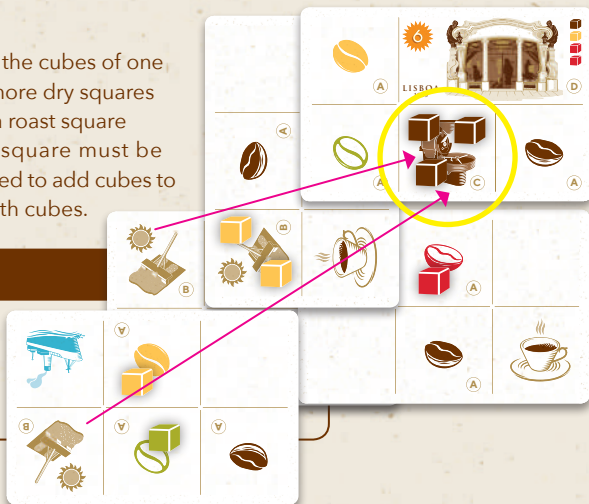 the cubes of one
more dry squares
roast square
square must be
ed to add cubes to
th cubes.
6
LISBOA
A
D
A
A
C
A
B
B
A
A
A
B
A
A